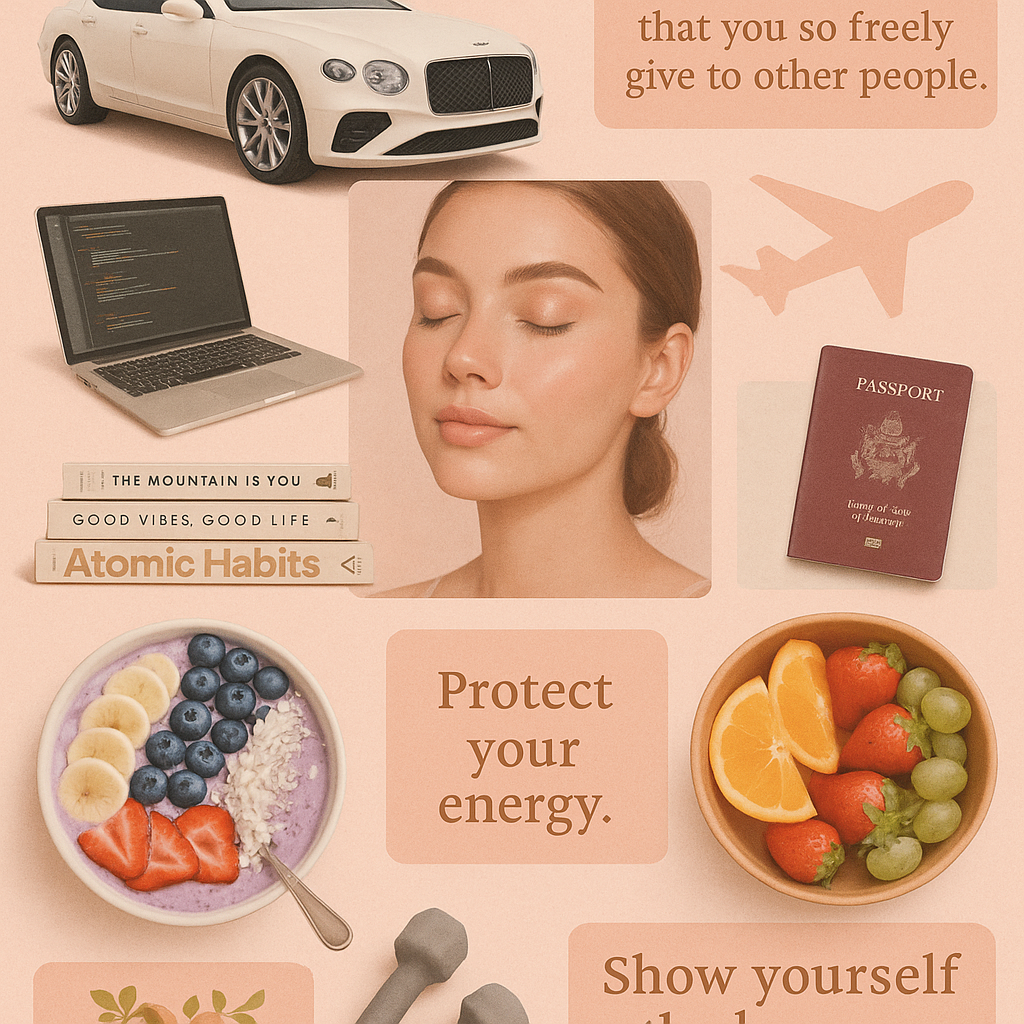 that you so freely
give to other people.
THE MOUNTAIN IS YOU
GOOD VIBES, GOOD LIFE
Atomic Habits
PASSPORT
Protect
your
energy.
Show yourself